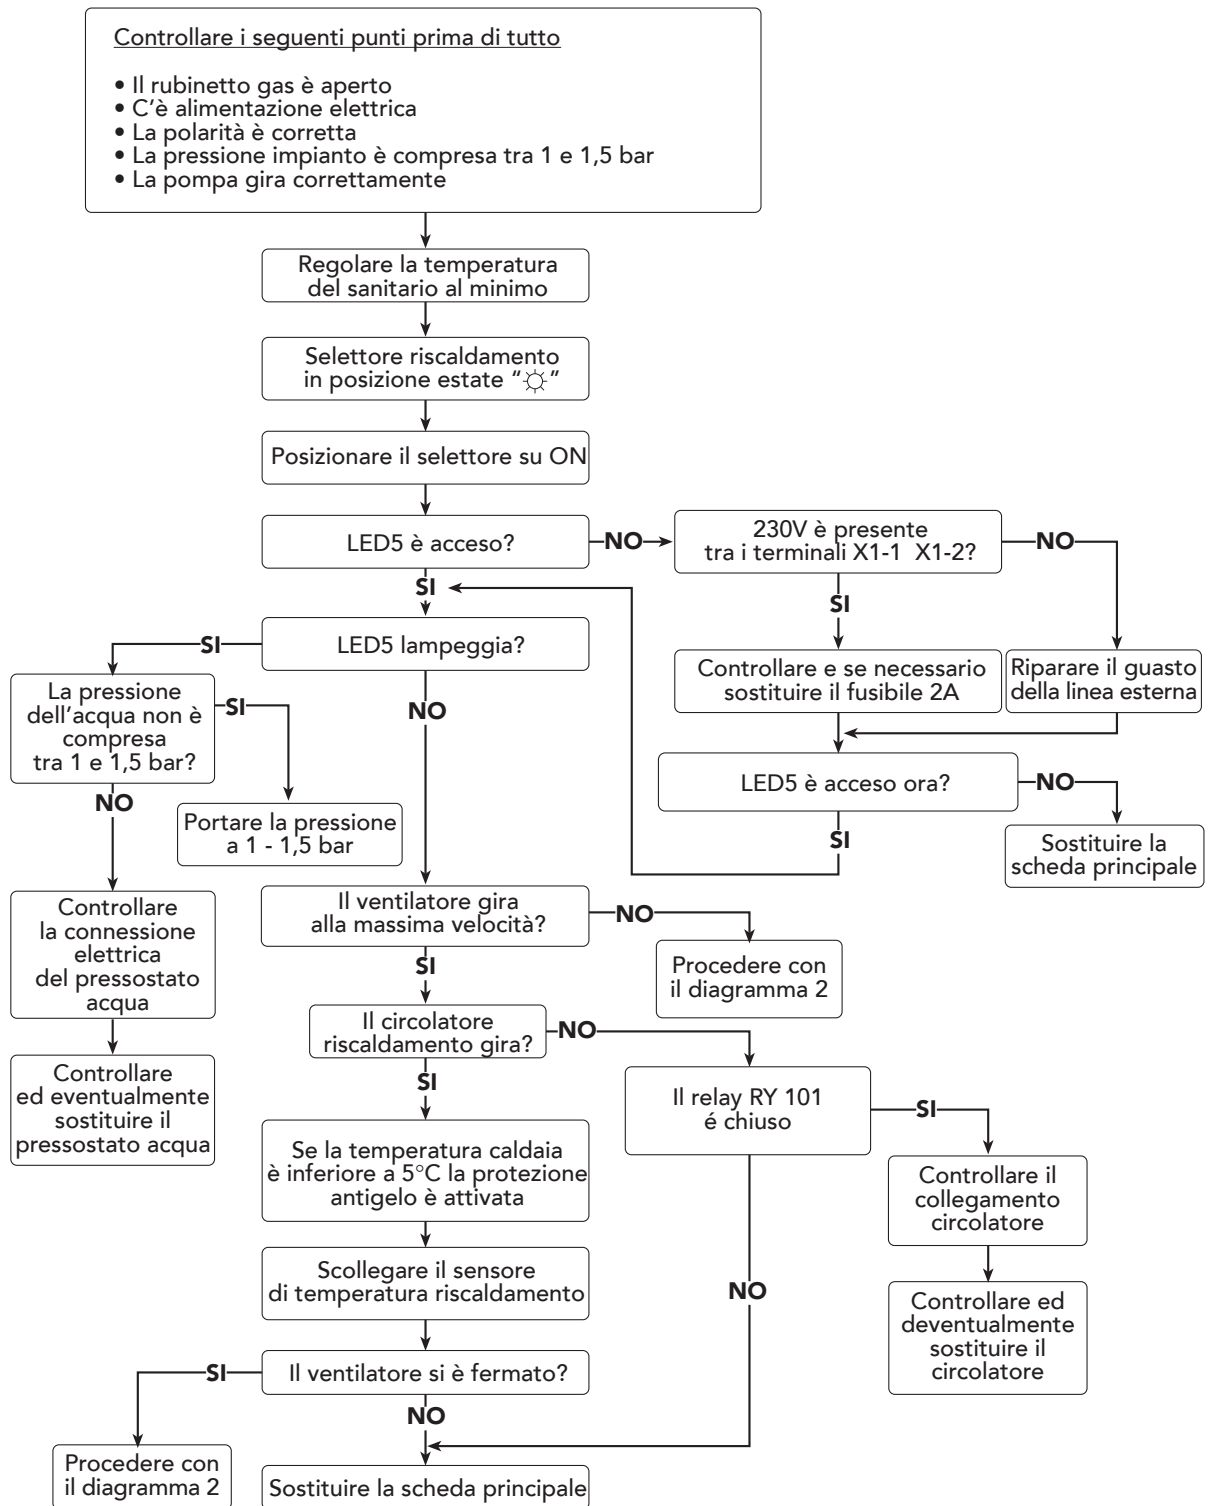 Controllare i seguenti punti prima di tutto
• Il rubinetto gas è aperto
• C'è alimentazione elettrica
• La polarità è corretta
• La pressione impianto è compresa tra 1 e 1,5 bar
• La pompa gira correttamente
Regolare la temperatura
del sanitario al minimo
Selettore riscaldamento
in posizione estate "☼"
Posizionare il selettore su ON
LED5 è acceso?
NO
230V è presente
tra i terminali X1-1 X1-2?
NO
SI
SI
LED5 lampeggia?
SI
Controllare e se necessario
sostituire il fusibile 2A
Riparare il guasto
della linea esterna
La pressione
dell'acqua non è
compresa
tra 1 e 1,5 bar?
SI
NO
LED5 è acceso ora?
NO
NO
Portare la pressione
a 1 - 1,5 bar
SI
Sostituire la
scheda principale
Controllare
la connessione
elettrica
del pressostato
acqua
Il ventilatore gira
alla massima velocità?
NO
Procedere con
il diagramma 2
SI
Il circolatore
riscaldamento gira?
NO
Controllare
ed eventualmente
sostituire il
pressostato acqua
SI
Il relay RY 101
é chiuso
SI
Se la temperatura caldaia
è inferiore a 5°C la protezione
antigelo è attivata
Controllare il
collegamento
circolatore
Scollegare il sensore
di temperatura riscaldamento
NO
Controllare ed
deventualmente
sostituire il
circolatore
Il ventilatore si è fermato?
SI
NO
Procedere con
il diagramma 2
Sostituire la scheda principale